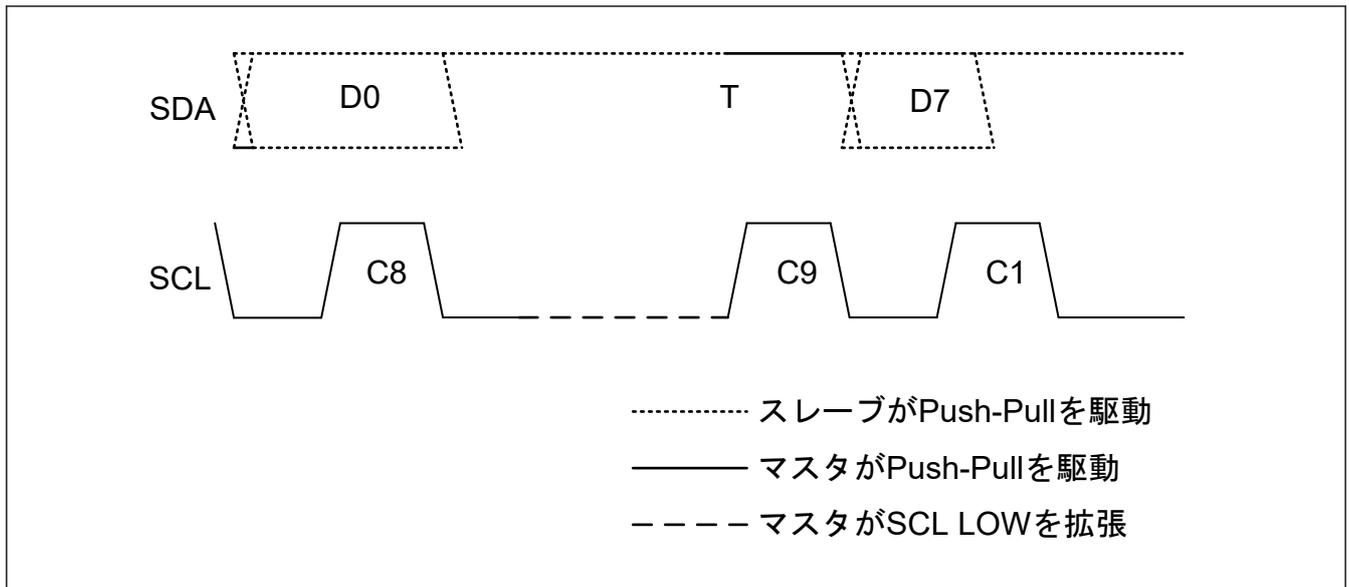 SDA D0 T D7
SCL C8 C9 C1
スレーブがPush-Pullを駆動
マスタがPush-Pullを駆動
マスタがSCL LOWを拡張